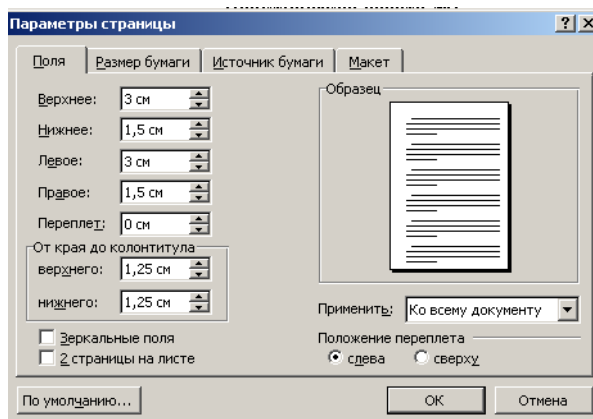 Параметры страницы
Поля Размер бумаги Источник бумаги Макет
Верхнее: 3 см
Нижнее: 1,5 см
Левое: 3 см
Правое: 1,5 см
Переплет: 0 см
От края до колонтитула
верхнего: 1,25 см
нижнего: 1,25 см
Зеркальные поля
2 страницы на листе
Образец
Применить: Ко всему документу
Положение переплета
слева сверху
По умолчанию... ОК Отмена